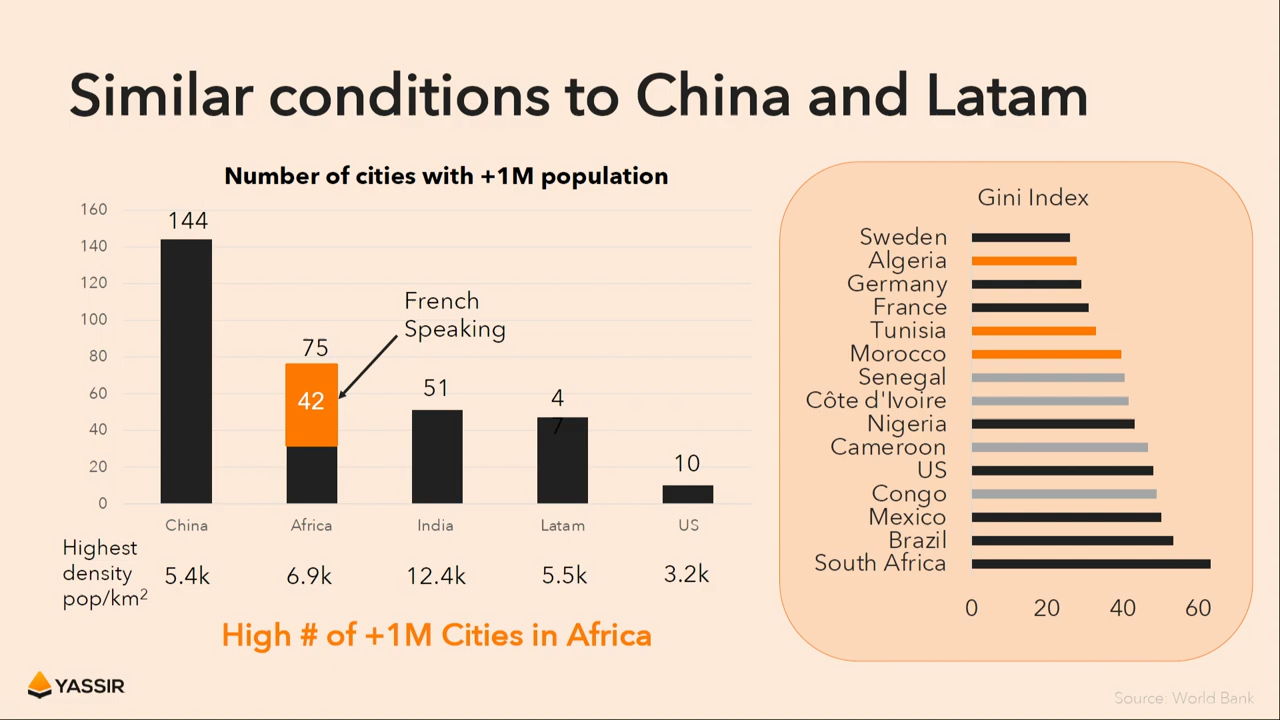 Similar conditions to China and Latam
Number of cities with +1M population
160
140
120
100
80
60
40
20
0
144
75
42
French
Speaking
51
4
7
10
China
Africa
India
Latam
US
Highest
density
pop/km²
5.4k
6.9k
12.4k
5.5k
3.2k
High # of +1M Cities in Africa
Gini Index
Sweden
Algeria
Germany
France
Tunisia
Morocco
Senegal
Côte d'Ivoire
Nigeria
Cameroon
US
Congo
Mexico
Brazil
South Africa
0 20 40 60
YASSIR
Source: World Bank